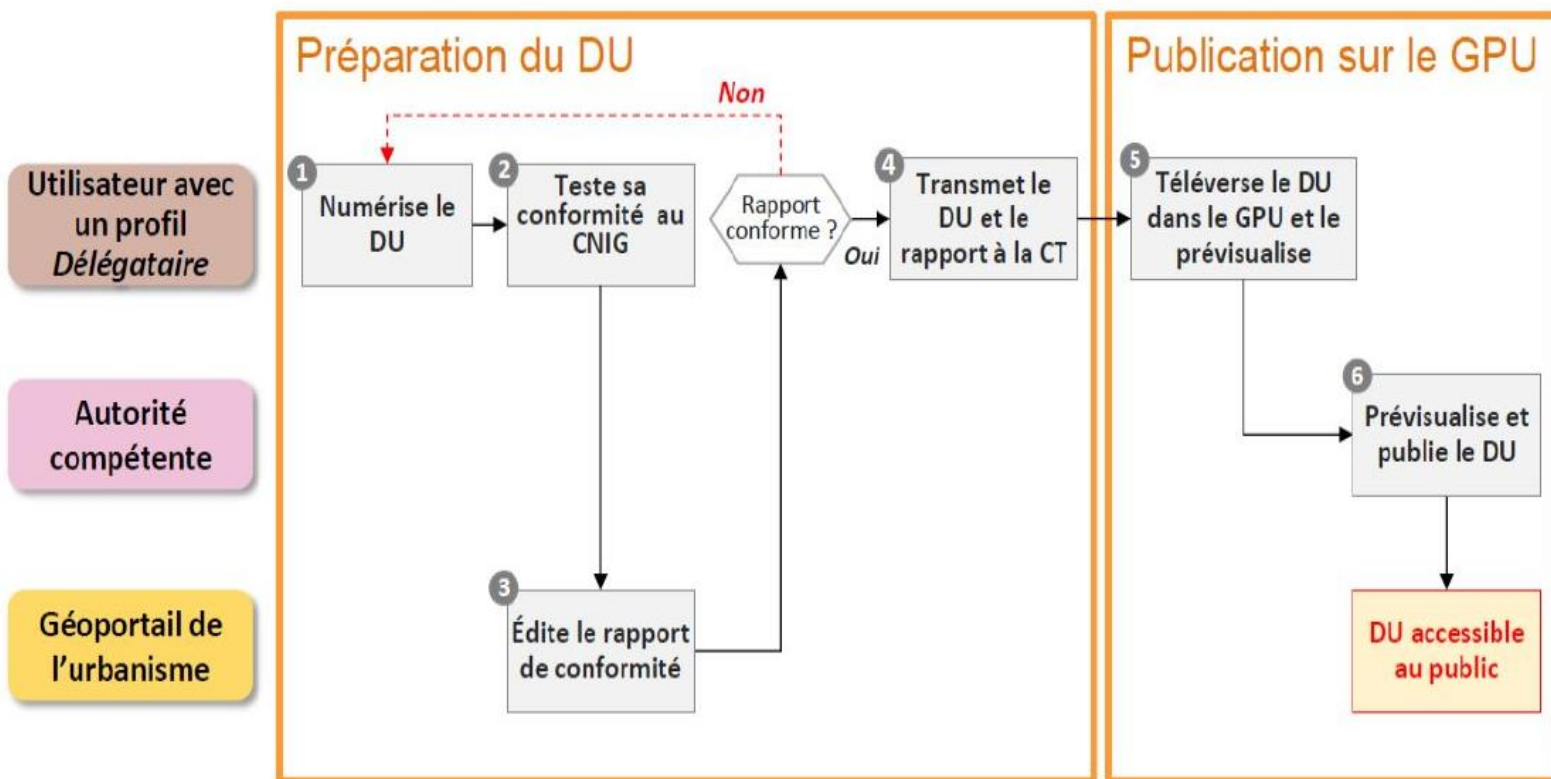 Préparation du DU
Publication sur le GPU
Non
Utilisateur avec
un profil
Délégataire
1
Numérise le
DU
2
Teste sa
conformité au
CNIG
Rapport
conforme ?
Oui
4
Transmet le
DU et le
rapport à la CT
5
Téléverse le DU
dans le GPU et le
prévisualise
Autorité
compétente
6
Prévisualise et
publie le DU
Géoportail de
l'urbanisme
3
Édite le rapport
de conformité
DU accessible
au public